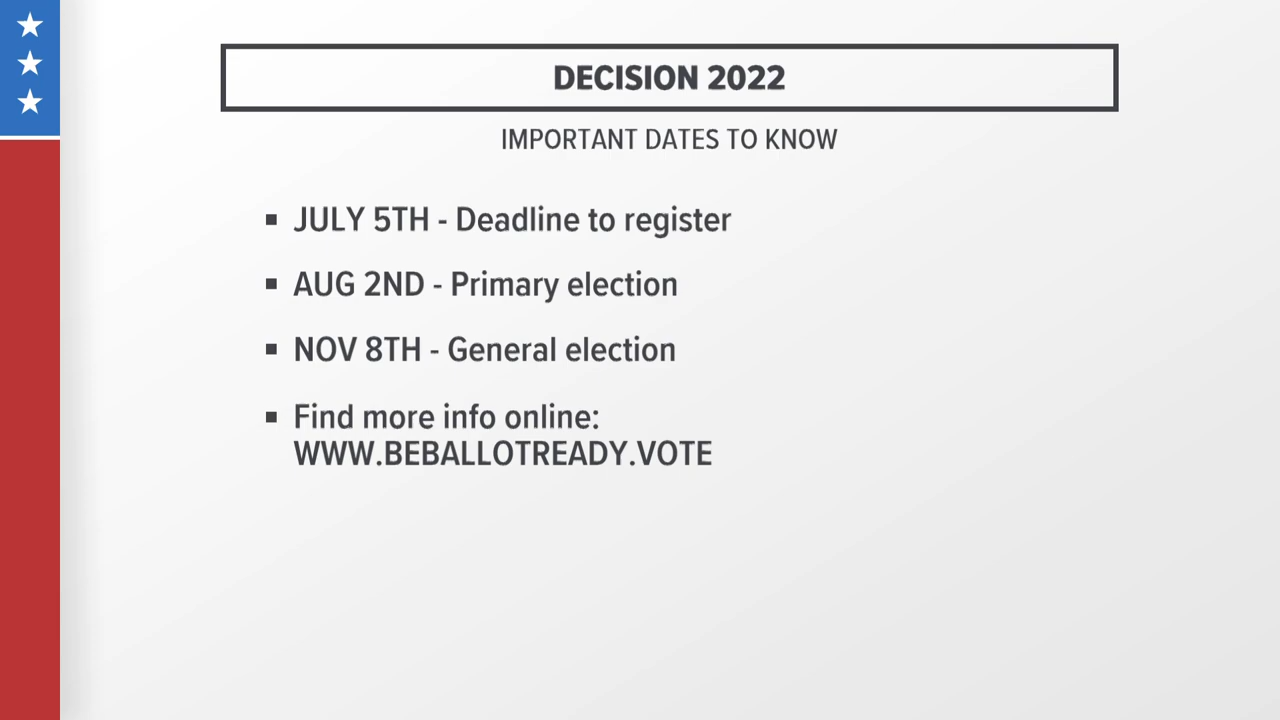 DECISION 2022
IMPORTANT DATES TO KNOW
▪ JULY 5TH - Deadline to register
▪ AUG 2ND - Primary election
▪ NOV 8TH - General election
▪ Find more info online:
WWW.BEBALLOTREADY.VOTE